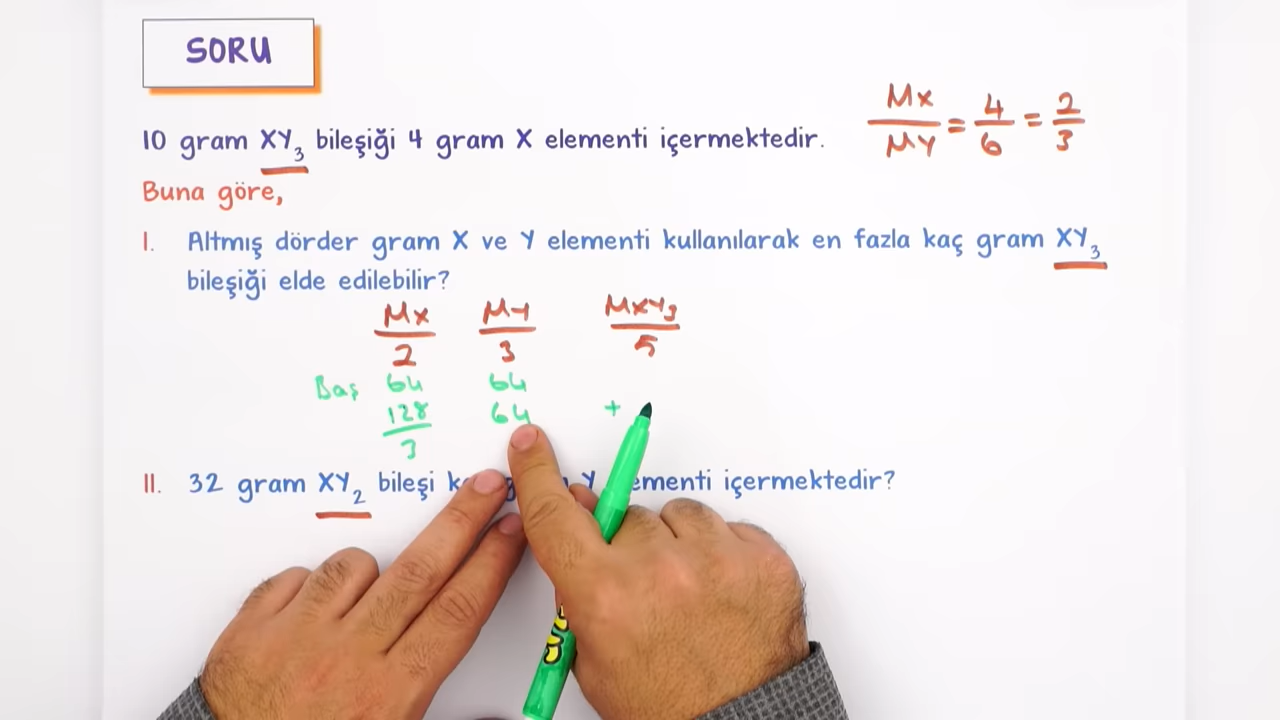 SORU
10 gram XY₃ bileşiği 4 gram X elementi içermektedir.
Mx/My = 4/6 = 2/3
Buna göre,
I. Altmış dörder gram X ve Y elementi kullanılarak en fazla kaç gram XY₃
bileşiği elde edilebilir?
Mx/2 My/3 Mxy₃/5
Baş 64 64
128/3 64 +
II. 32 gram XY₂ bileşi Y elementi içermektedir?